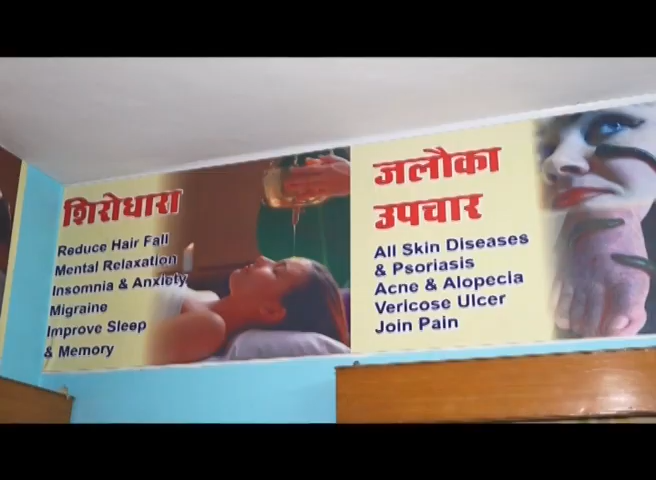 शिरोधारा
Reduce Hair Fall
Mental Relaxation
Insomnia & Anxiety
Migraine
Improve Sleep
& Memory
जलौका
उपचार
All Skin Diseases
& Psoriasis
Acne & Alopecia
Vericose Ulcer
Join Pain